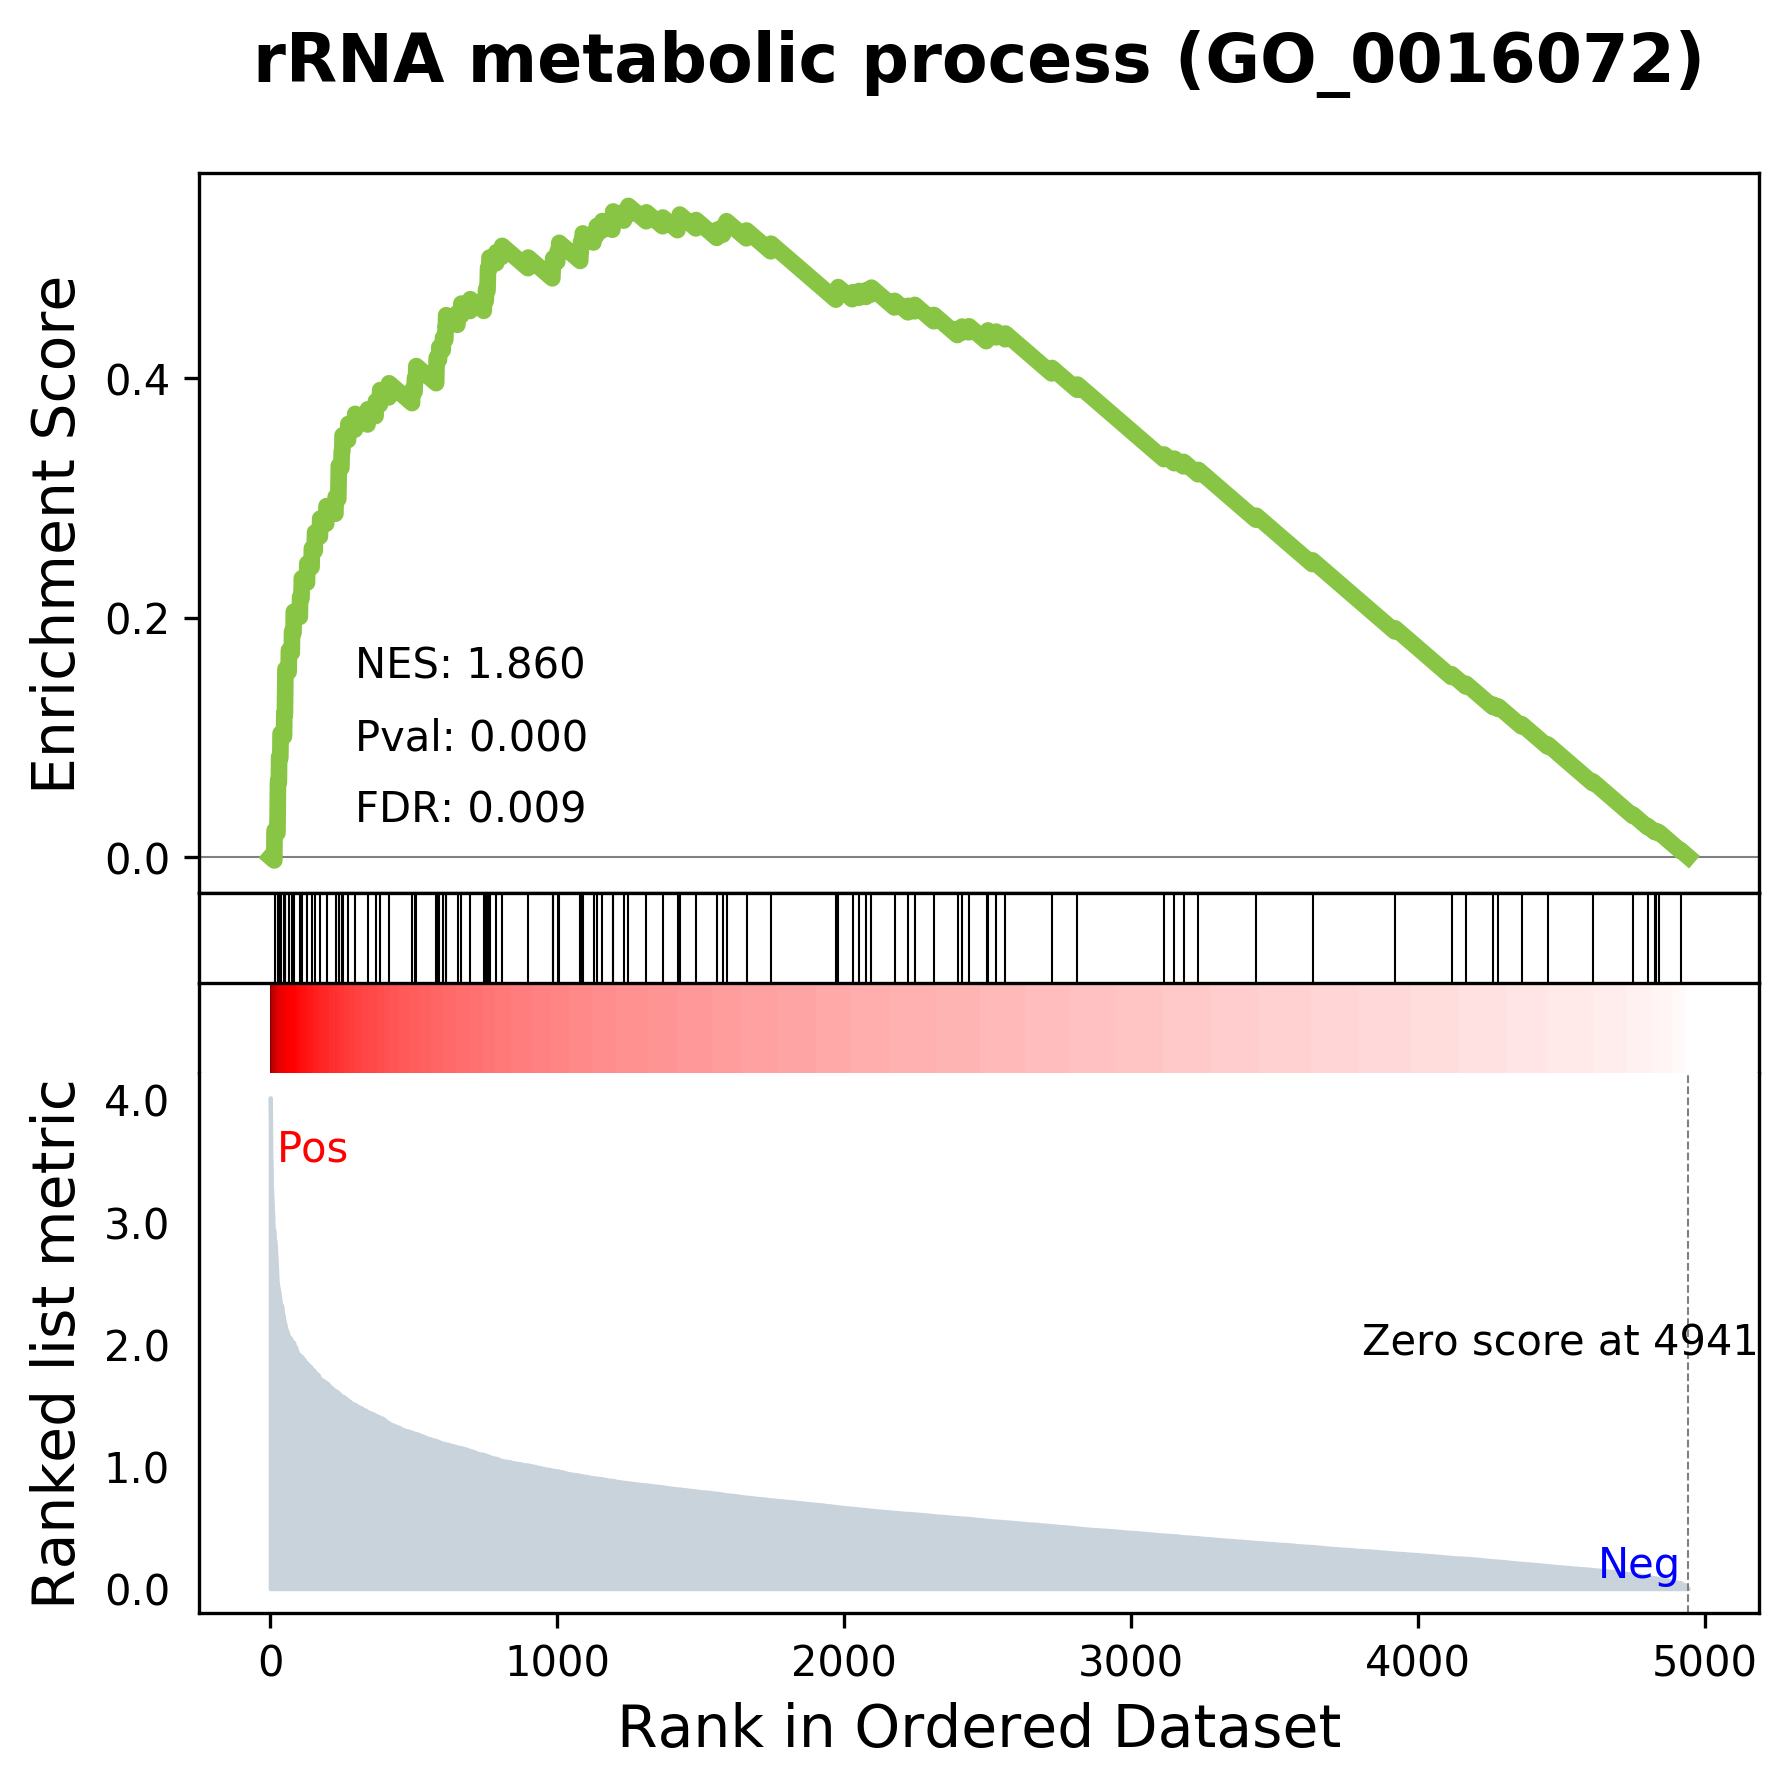 rRNA metabolic process (GO_0016072)
Enrichment Score
0.4
0.2
0.0
NES: 1.860
Pval: 0.000
FDR: 0.009
Ranked list metric
4.0
3.0
2.0
1.0
0.0
Pos
Zero score at 4941
Neg
0 1000 2000 3000 4000 5000
Rank in Ordered Dataset